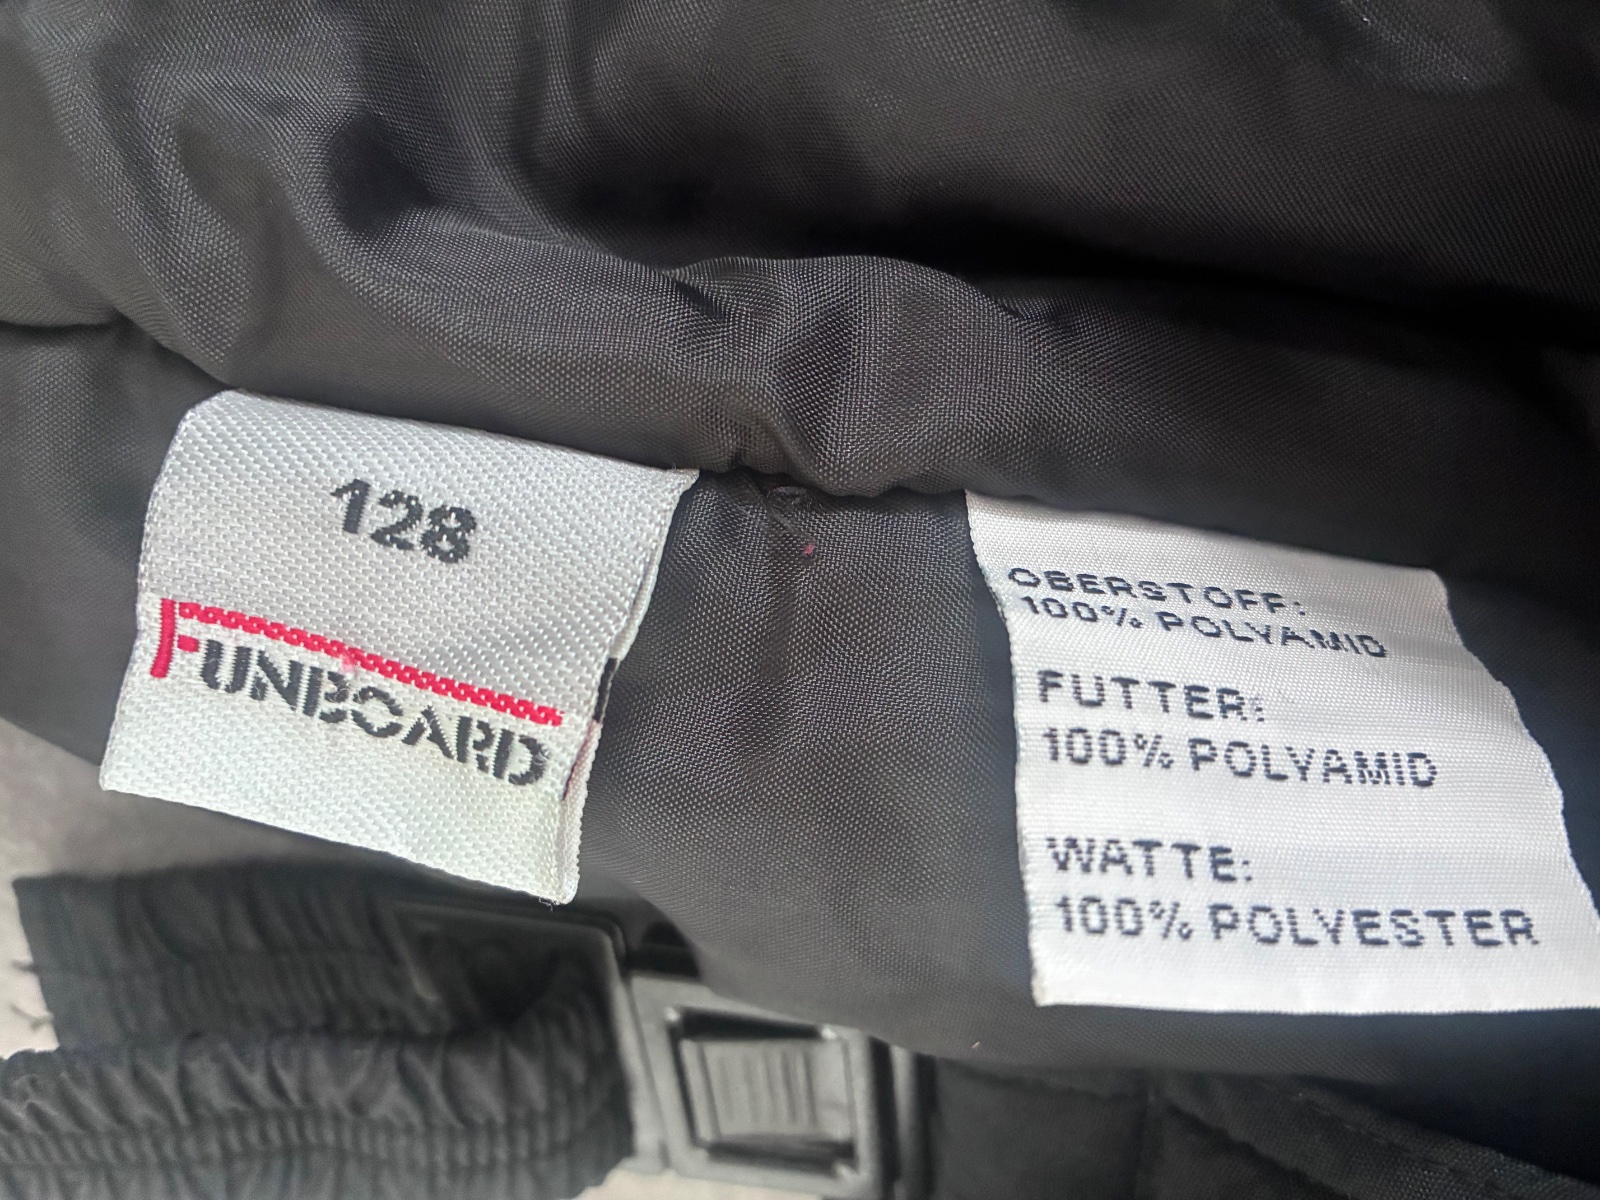 128
FUNBOARD
OBERSTOFF:
100% POLYAMID
FUTTER:
100% POLYAMID
WATTE:
100% POLYESTER